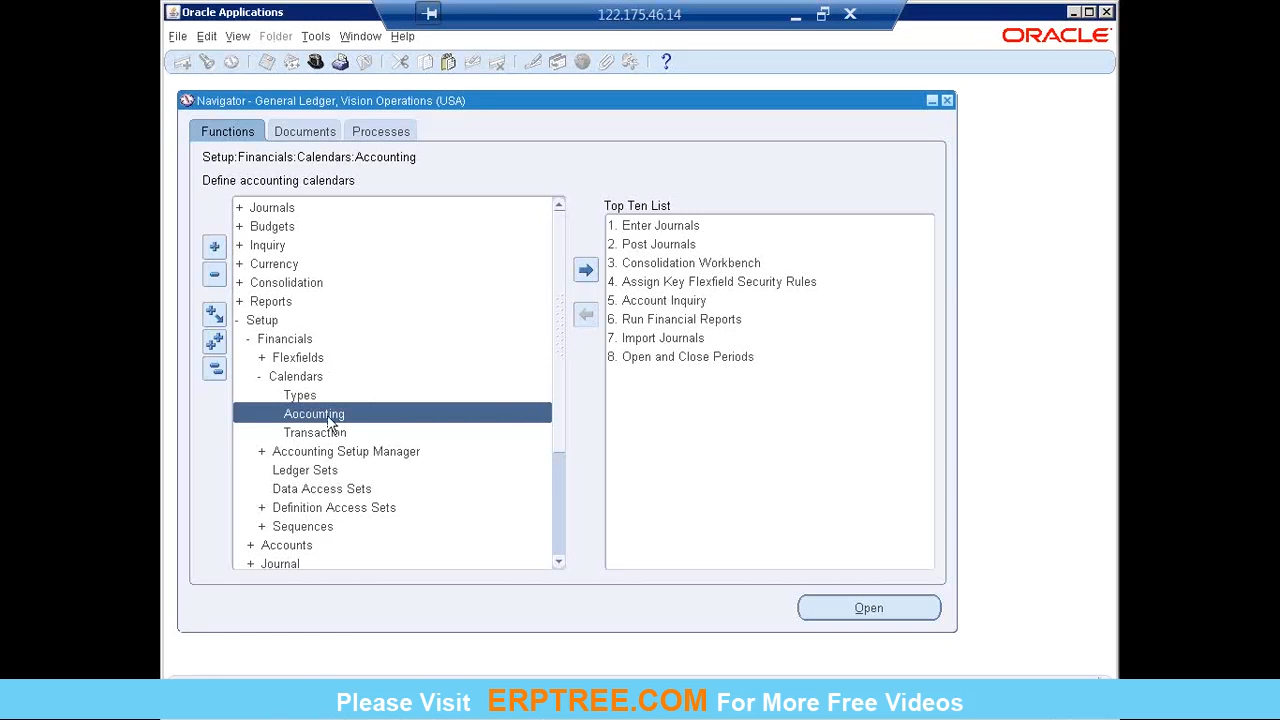 Oracle Applications
122.175.46.14
File Edit View Folder Tools Window Help
ORACLE
Navigator - General Ledger, Vision Operations (USA)
Functions Documents Processes
Setup:Financials:Calendars:Accounting
Define accounting calendars
+ Journals
+ Budgets
+ Inquiry
+ Currency
+ Consolidation
+ Reports
- Setup
- Financials
+ Flexfields
- Calendars
Types
Accounting
Transaction
+ Accounting Setup Manager
Ledger Sets
Data Access Sets
+ Definition Access Sets
+ Sequences
+ Accounts
+ Journal
Top Ten List
1. Enter Journals
2. Post Journals
3. Consolidation Workbench
4. Assign Key Flexfield Security Rules
5. Account Inquiry
6. Run Financial Reports
7. Import Journals
8. Open and Close Periods
Open
Please Visit ERPTREE.COM For More Free Videos